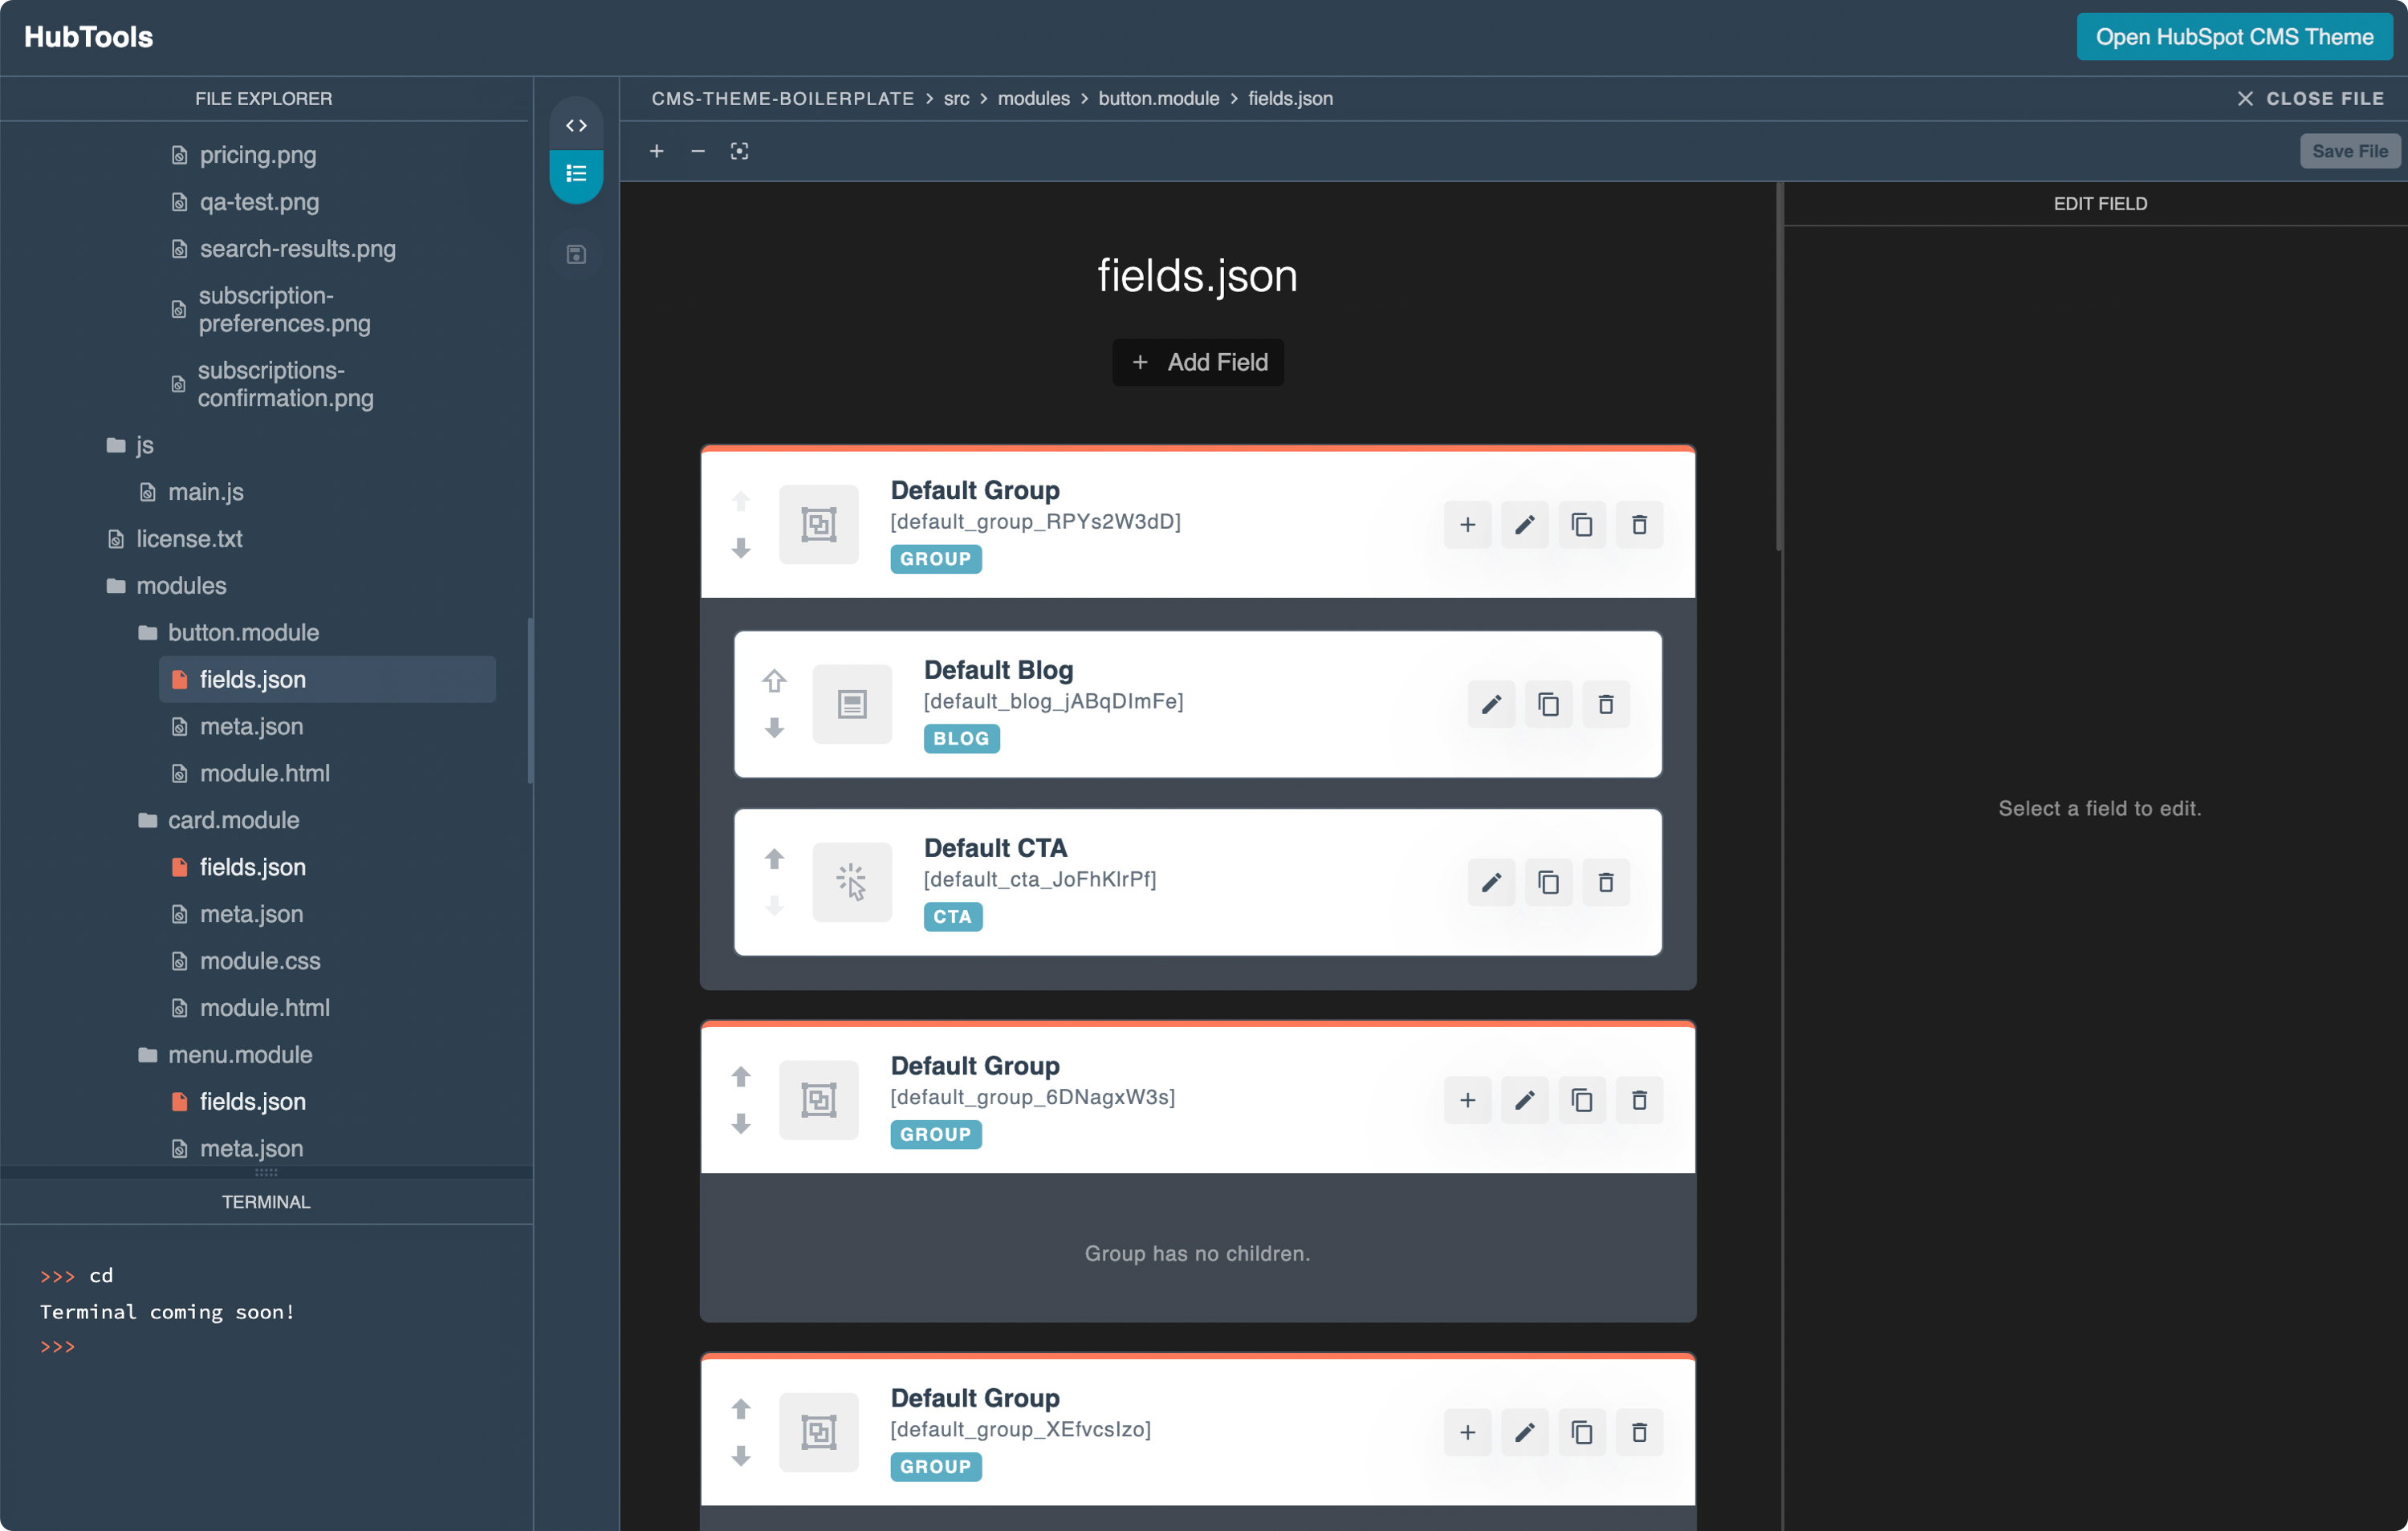 HubTools
Open HubSpot CMS Theme
FILE EXPLORER
pricing.png
qa-test.png
search-results.png
subscription-
preferences.png
subscriptions-
confirmation.png
js
main.js
license.txt
modules
button.module
fields.json
meta.json
module.html
card.module
fields.json
meta.json
module.css
module.html
menu.module
fields.json
meta.json
TERMINAL
>>> cd
Terminal coming soon!
>>>
CMS-THEME-BOILERPLATE > src > modules > button.module > fields.json
CLOSE FILE
Save File
fields.json
+ Add Field
Default Group
[default_group_RPYs2W3dD]
GROUP
Default Blog
[default_blog_jABqDImFe]
BLOG
Default CTA
[default_cta_JoFhKlrPf]
CTA
Default Group
[default_group_6DNagxW3s]
GROUP
Group has no children.
Default Group
[default_group_XEfvcsIzo]
GROUP
EDIT FIELD
Select a field to edit.